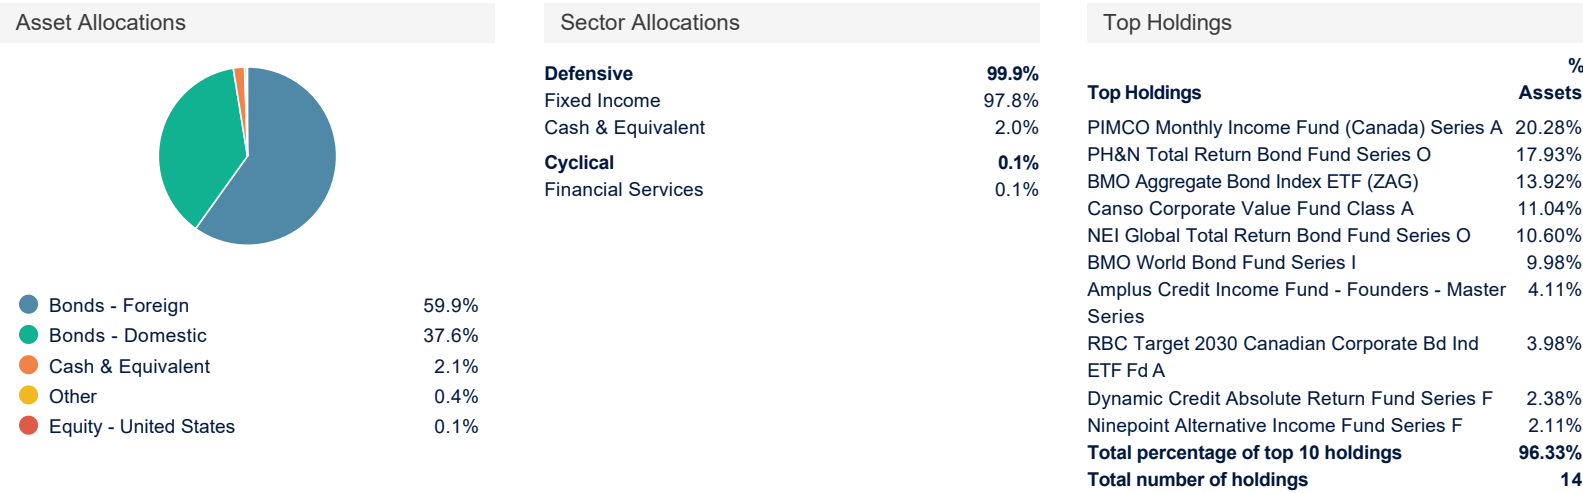 Asset Allocations
Bonds - Foreign 59.9%
Bonds - Domestic 37.6%
Cash & Equivalent 2.1%
Other 0.4%
Equity - United States 0.1%
Sector Allocations
Defensive 99.9%
Fixed Income 97.8%
Cash & Equivalent 2.0%
Cyclical 0.1%
Financial Services 0.1%
Top Holdings
%
Top Holdings Assets
PIMCO Monthly Income Fund (Canada) Series A 20.28%
PH&N Total Return Bond Fund Series O 17.93%
BMO Aggregate Bond Index ETF (ZAG) 13.92%
Canso Corporate Value Fund Class A 11.04%
NEI Global Total Return Bond Fund Series O 10.60%
BMO World Bond Fund Series I 9.98%
Amplus Credit Income Fund - Founders - Master 4.11%
Series
RBC Target 2030 Canadian Corporate Bd Ind 3.98%
ETF Fd A
Dynamic Credit Absolute Return Fund Series F 2.38%
Ninepoint Alternative Income Fund Series F 2.11%
Total percentage of top 10 holdings 96.33%
Total number of holdings 14